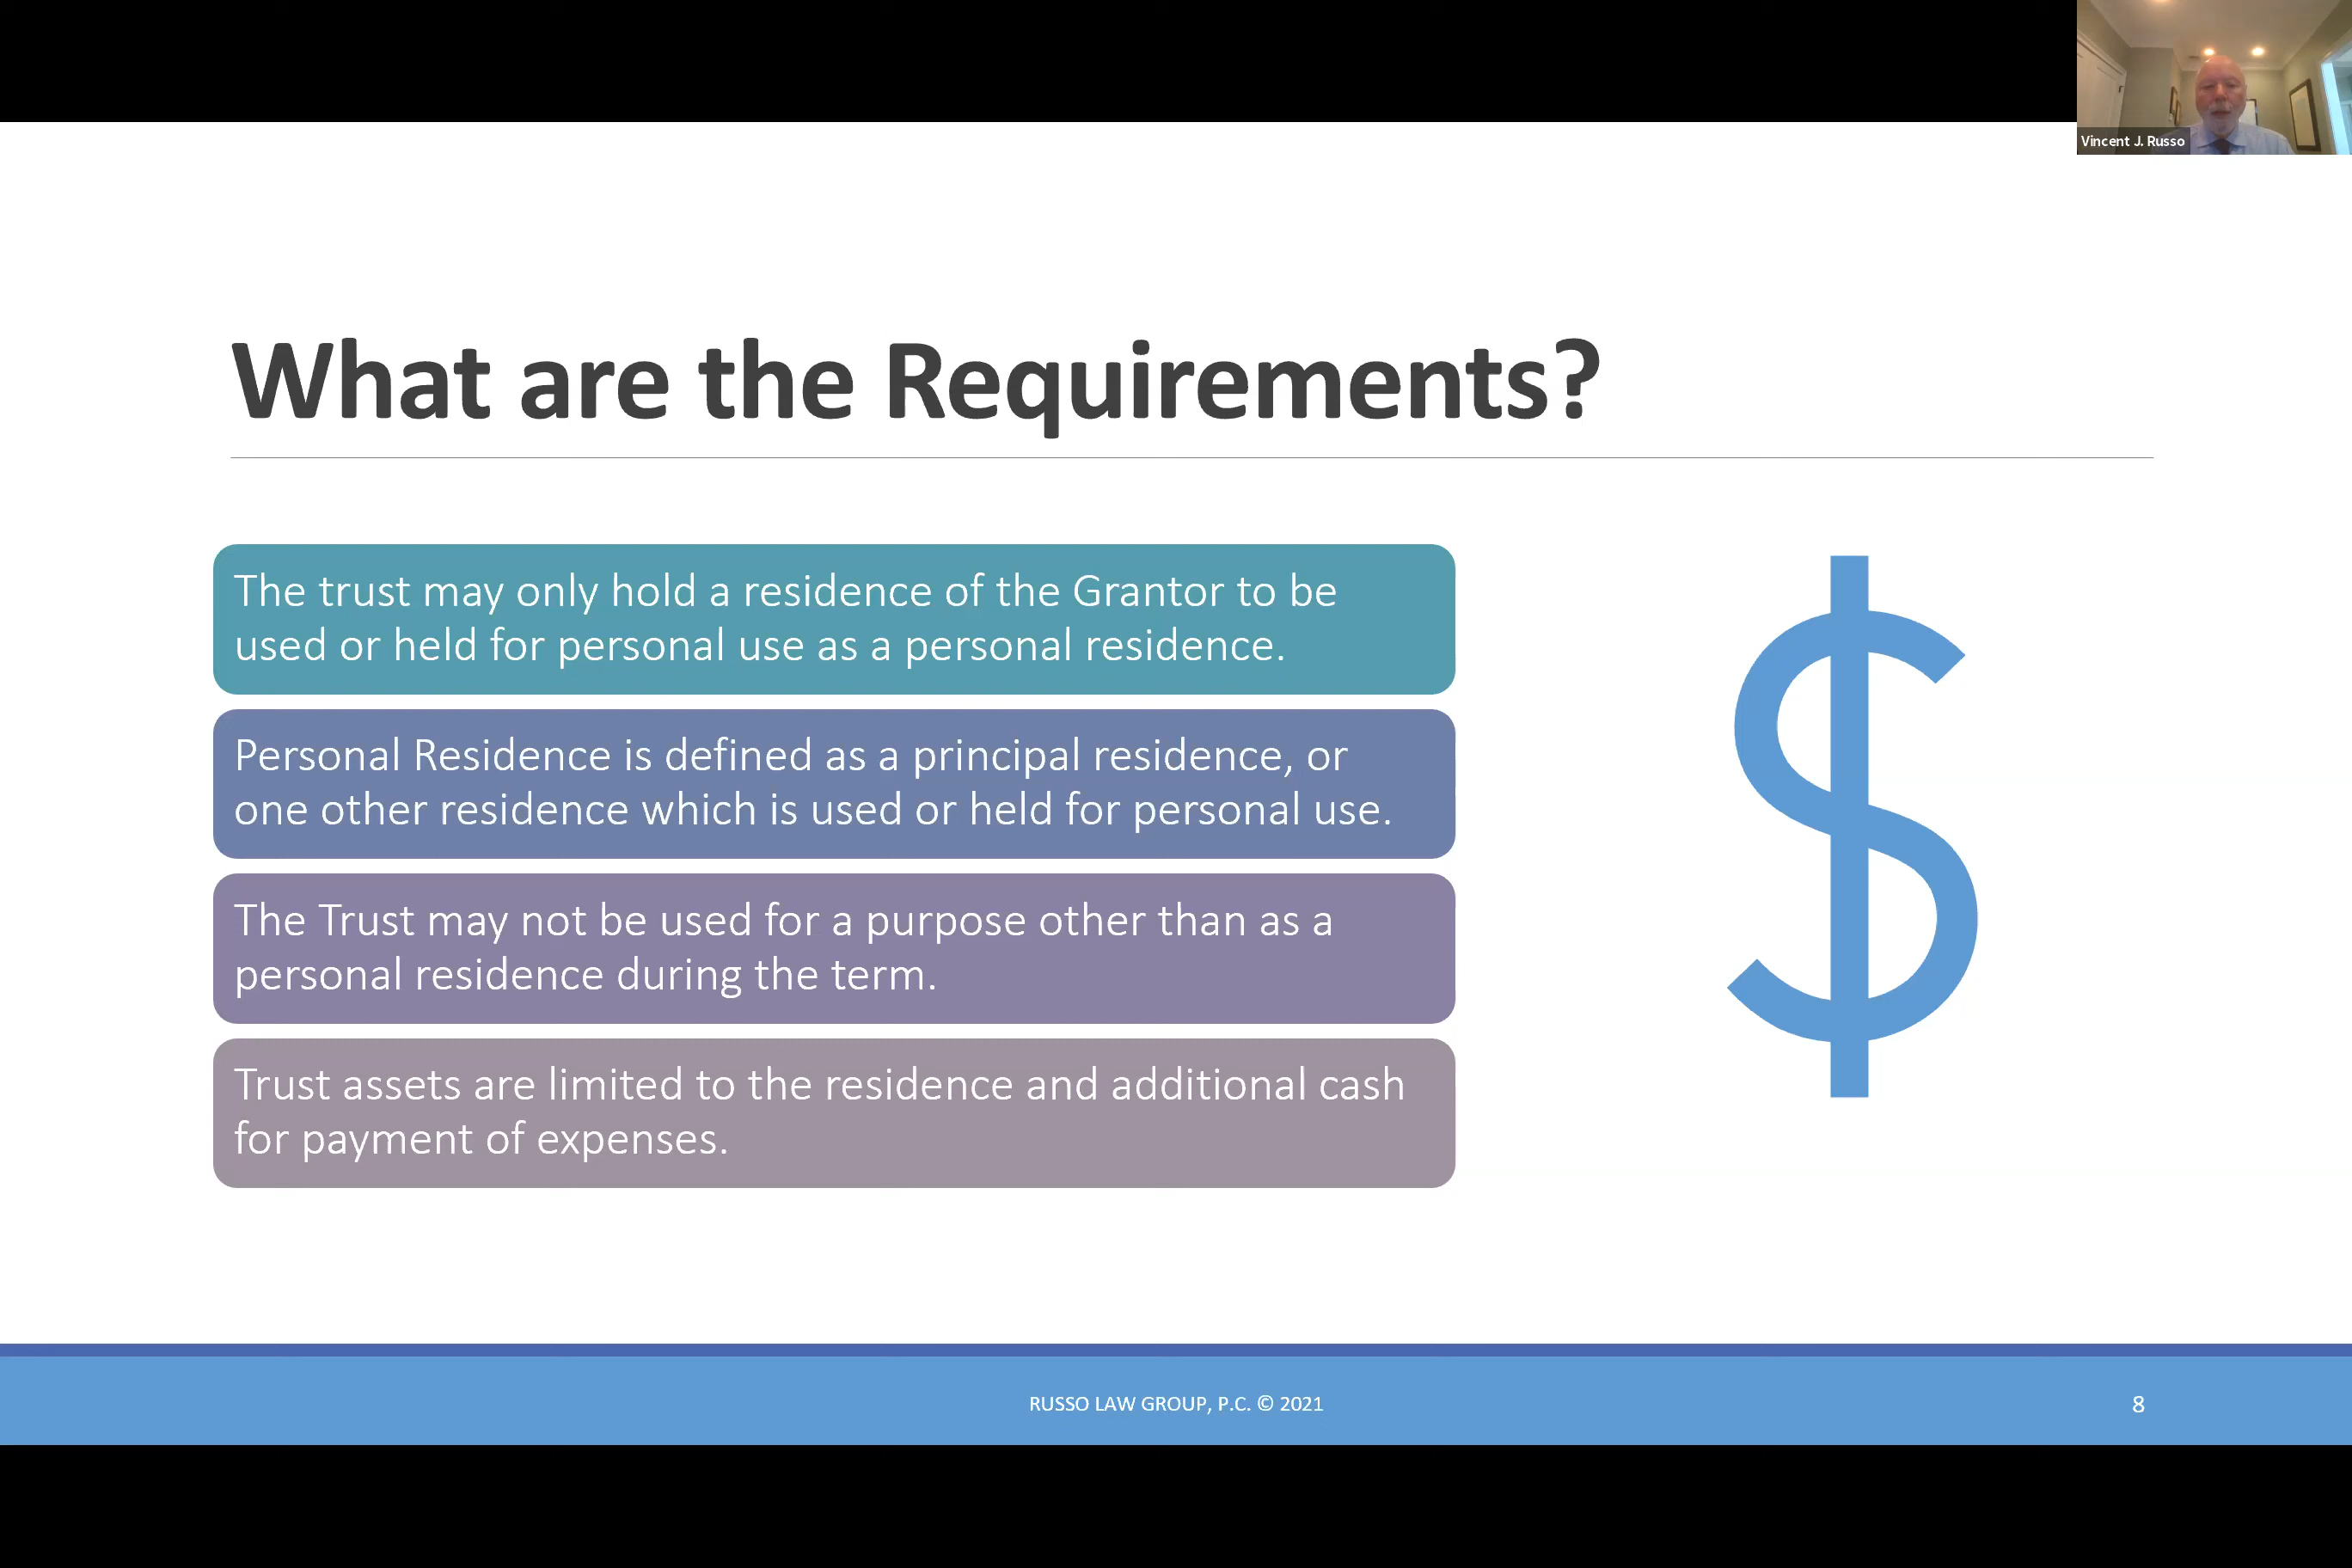 Vincent J. Russo
What are the Requirements?
The trust may only hold a residence of the Grantor to be
used or held for personal use as a personal residence.
Personal Residence is defined as a principal residence, or
one other residence which is used or held for personal use.
The Trust may not be used for a purpose other than as a
personal residence during the term.
Trust assets are limited to the residence and additional cash
for payment of expenses.
$
RUSSO LAW GROUP, P.C. © 2021
8